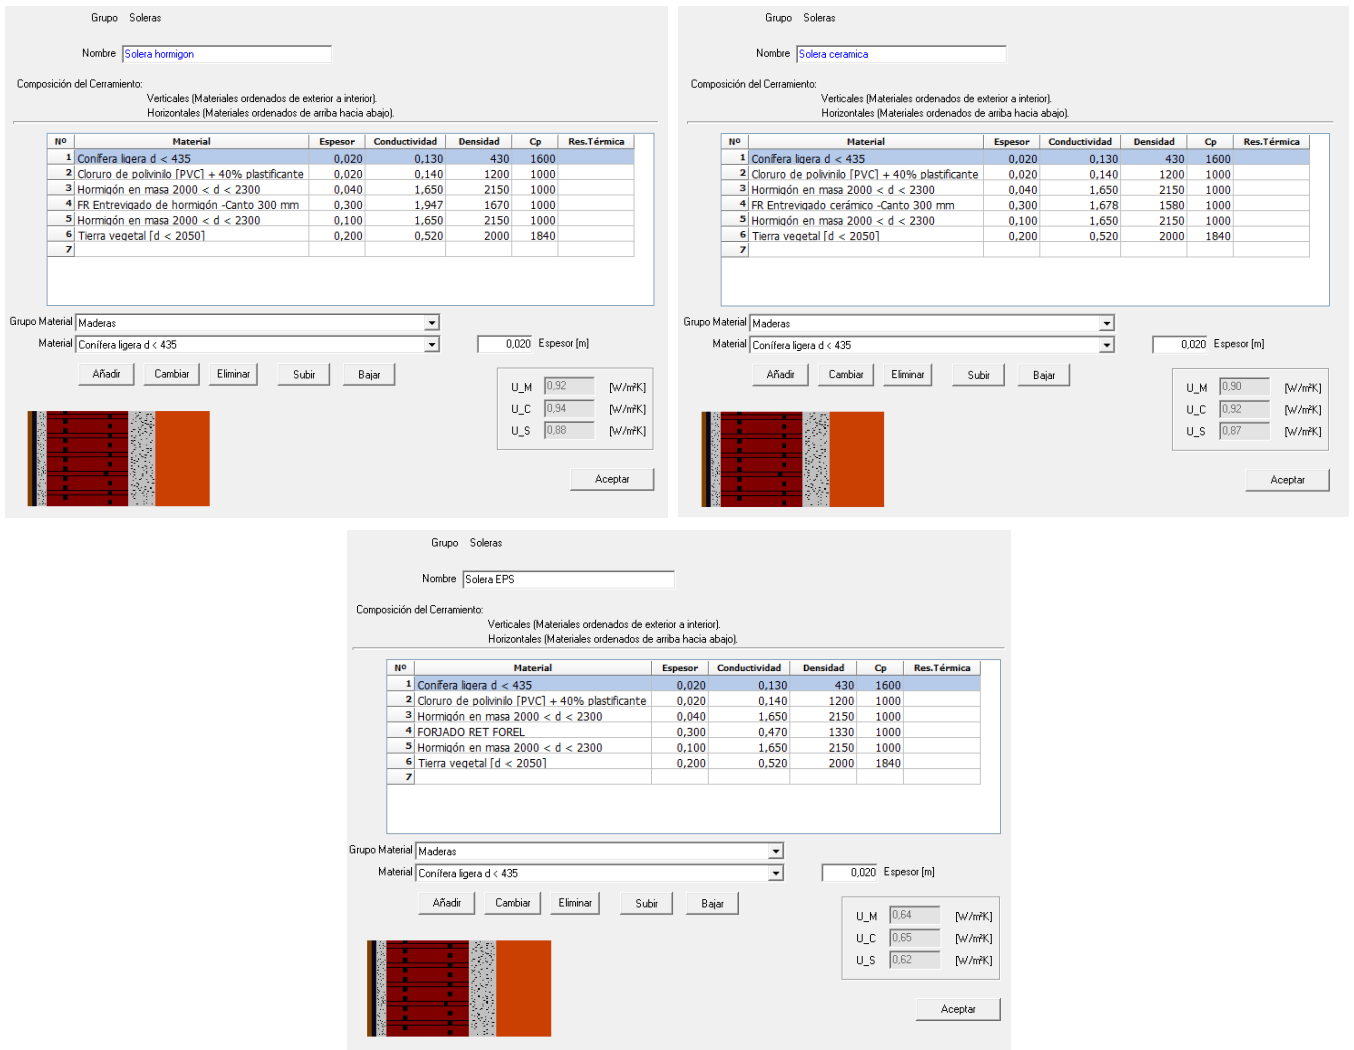 Grupo Soleras
Nombre Solera hormigon
Composición del Cerramiento:
Verticales (Materiales ordenados de exterior a interior).
Horizontales (Materiales ordenados de arriba hacia abajo).
Nº Material Espesor Conductividad Densidad Cp Res.Térmica
1 Conífera ligera d < 435 0,020 0,130 430 1600
2 Cloruro de polivinilo [PVC] + 40% plastificante 0,020 0,140 1200 1000
3 Hormigón en masa 2000 < d < 2300 0,040 1,650 2150 1000
4 FR Entrevigado de hormigón -Canto 300 mm 0,300 1,947 1670 1000
5 Hormigón en masa 2000 < d < 2300 0,100 1,650 2150 1000
6 Tierra vegetal [d < 2050] 0,200 0,520 2000 1840
7
Grupo Material Maderas
Material Conífera ligera d < 435 0,020 Espesor [m]
Añadir Cambiar Eliminar Subir Bajar
U_M 0,92 [W/m²K]
U_C 0,94 [W/m²K]
U_S 0,88 [W/m²K]
Aceptar
Grupo Soleras
Nombre Solera ceramica
Composición del Cerramiento:
Verticales (Materiales ordenados de exterior a interior).
Horizontales (Materiales ordenados de arriba hacia abajo).
Nº Material Espesor Conductividad Densidad Cp Res.Térmica
1 Conífera ligera d < 435 0,020 0,130 430 1600
2 Cloruro de polivinilo [PVC] + 40% plastificante 0,020 0,140 1200 1000
3 Hormigón en masa 2000 < d < 2300 0,040 1,650 2150 1000
4 FR Entrevigado cerámico -Canto 300 mm 0,300 1,678 1580 1000
5 Hormigón en masa 2000 < d < 2300 0,100 1,650 2150 1000
6 Tierra vegetal [d < 2050] 0,200 0,520 2000 1840
7
Grupo Material Maderas
Material Conífera ligera d < 435 0,020 Espesor [m]
Añadir Cambiar Eliminar Subir Bajar
U_M 0,90 [W/m²K]
U_C 0,92 [W/m²K]
U_S 0,87 [W/m²K]
Aceptar
Grupo Soleras
Nombre Solera EPS
Composición del Cerramiento:
Verticales (Materiales ordenados de exterior a interior).
Horizontales (Materiales ordenados de arriba hacia abajo).
Nº Material Espesor Conductividad Densidad Cp Res.Térmica
1 Conífera ligera d < 435 0,020 0,130 430 1600
2 Cloruro de polivinilo [PVC] + 40% plastificante 0,020 0,140 1200 1000
3 Hormigón en masa 2000 < d < 2300 0,040 1,650 2150 1000
4 FORJADO RET FOREL 0,300 0,470 1330 1000
5 Hormigón en masa 2000 < d < 2300 0,100 1,650 2150 1000
6 Tierra vegetal [d < 2050] 0,200 0,520 2000 1840
7
Grupo Material Maderas
Material Conífera ligera d < 435 0,020 Espesor [m]
Añadir Cambiar Eliminar Subir Bajar
U_M 0,64 [W/m²K]
U_C 0,65 [W/m²K]
U_S 0,62 [W/m²K]
Aceptar